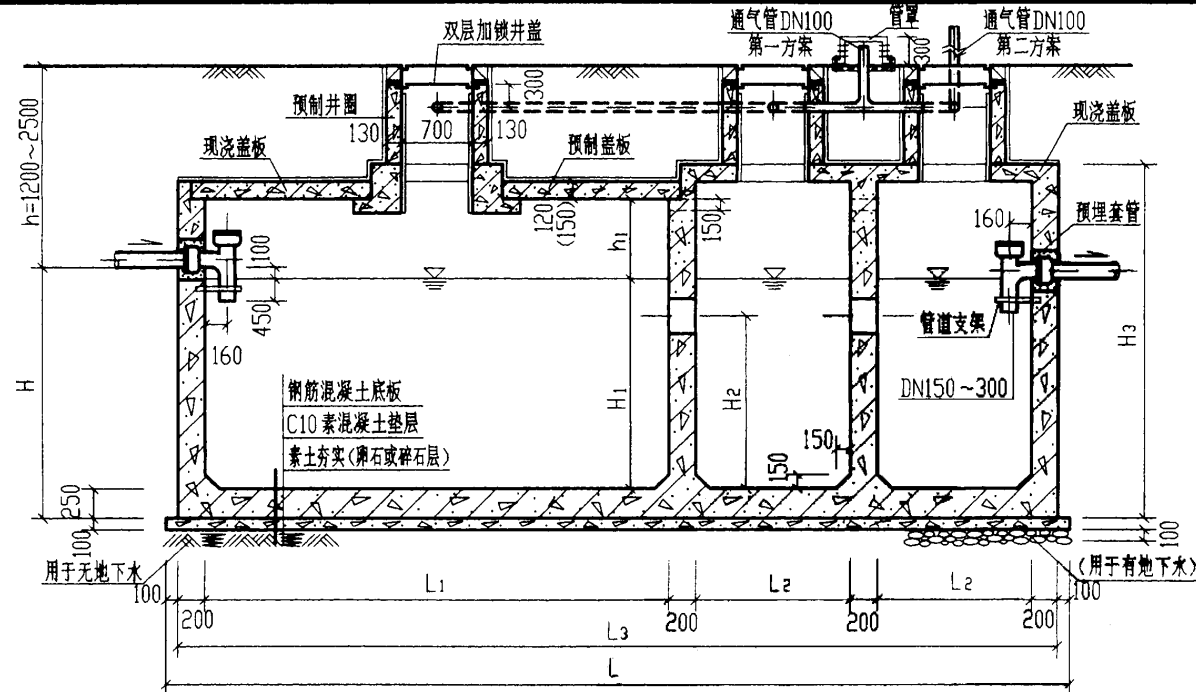 通气管DN100
第一方案
管罩
通气管DN100
第二方案
双层加锁井盖
300
300
预制井圈
130
700
130
现浇盖板
预制盖板
现浇盖板
h=1200~2500
120
(150)
150
h1
160
预埋套管
100
450
160
管道支架
H
H1
H2
H3
DN150~300
钢筋混凝土底板
C10素混凝土垫层
素土夯实(卵石或碎石层)
150
150
250
100
100
用于无地下水
(用于有地下水)
100
L1
L2
L2
100
200
200
200
200
L3
L